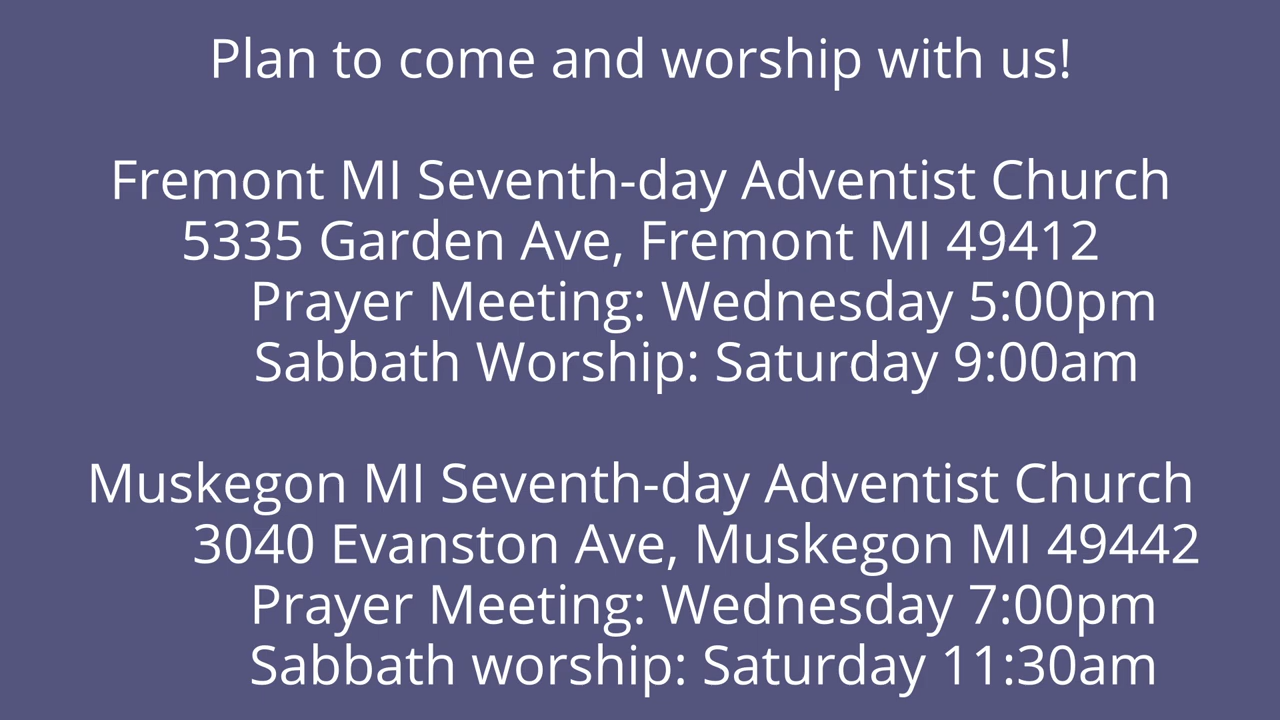 Plan to come and worship with us!
Fremont MI Seventh-day Adventist Church
5335 Garden Ave, Fremont MI 49412
Prayer Meeting: Wednesday 5:00pm
Sabbath Worship: Saturday 9:00am
Muskegon MI Seventh-day Adventist Church
3040 Evanston Ave, Muskegon MI 49442
Prayer Meeting: Wednesday 7:00pm
Sabbath worship: Saturday 11:30am